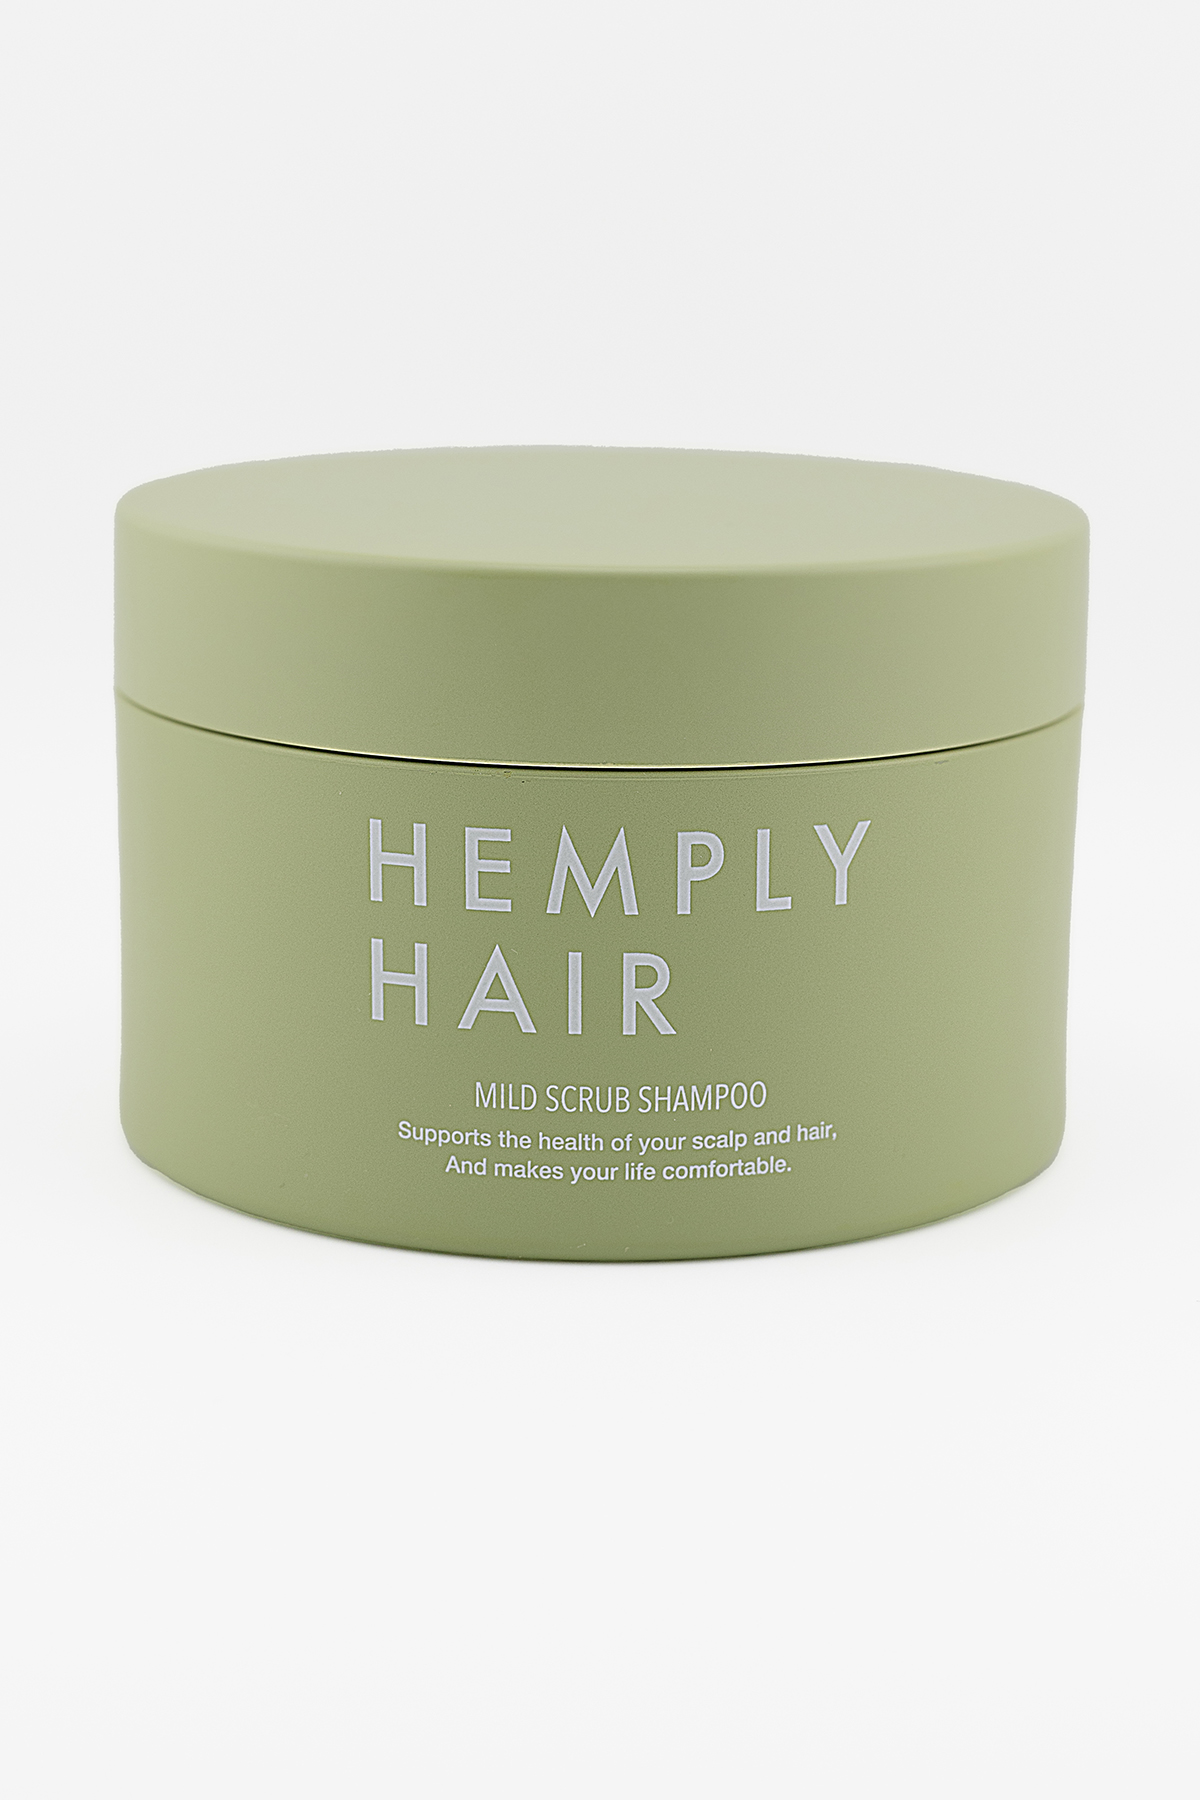 HEMPLY
HAIR
MILD SCRUB SHAMPOO
Supports the health of your scalp and hair,
And makes your life comfortable.